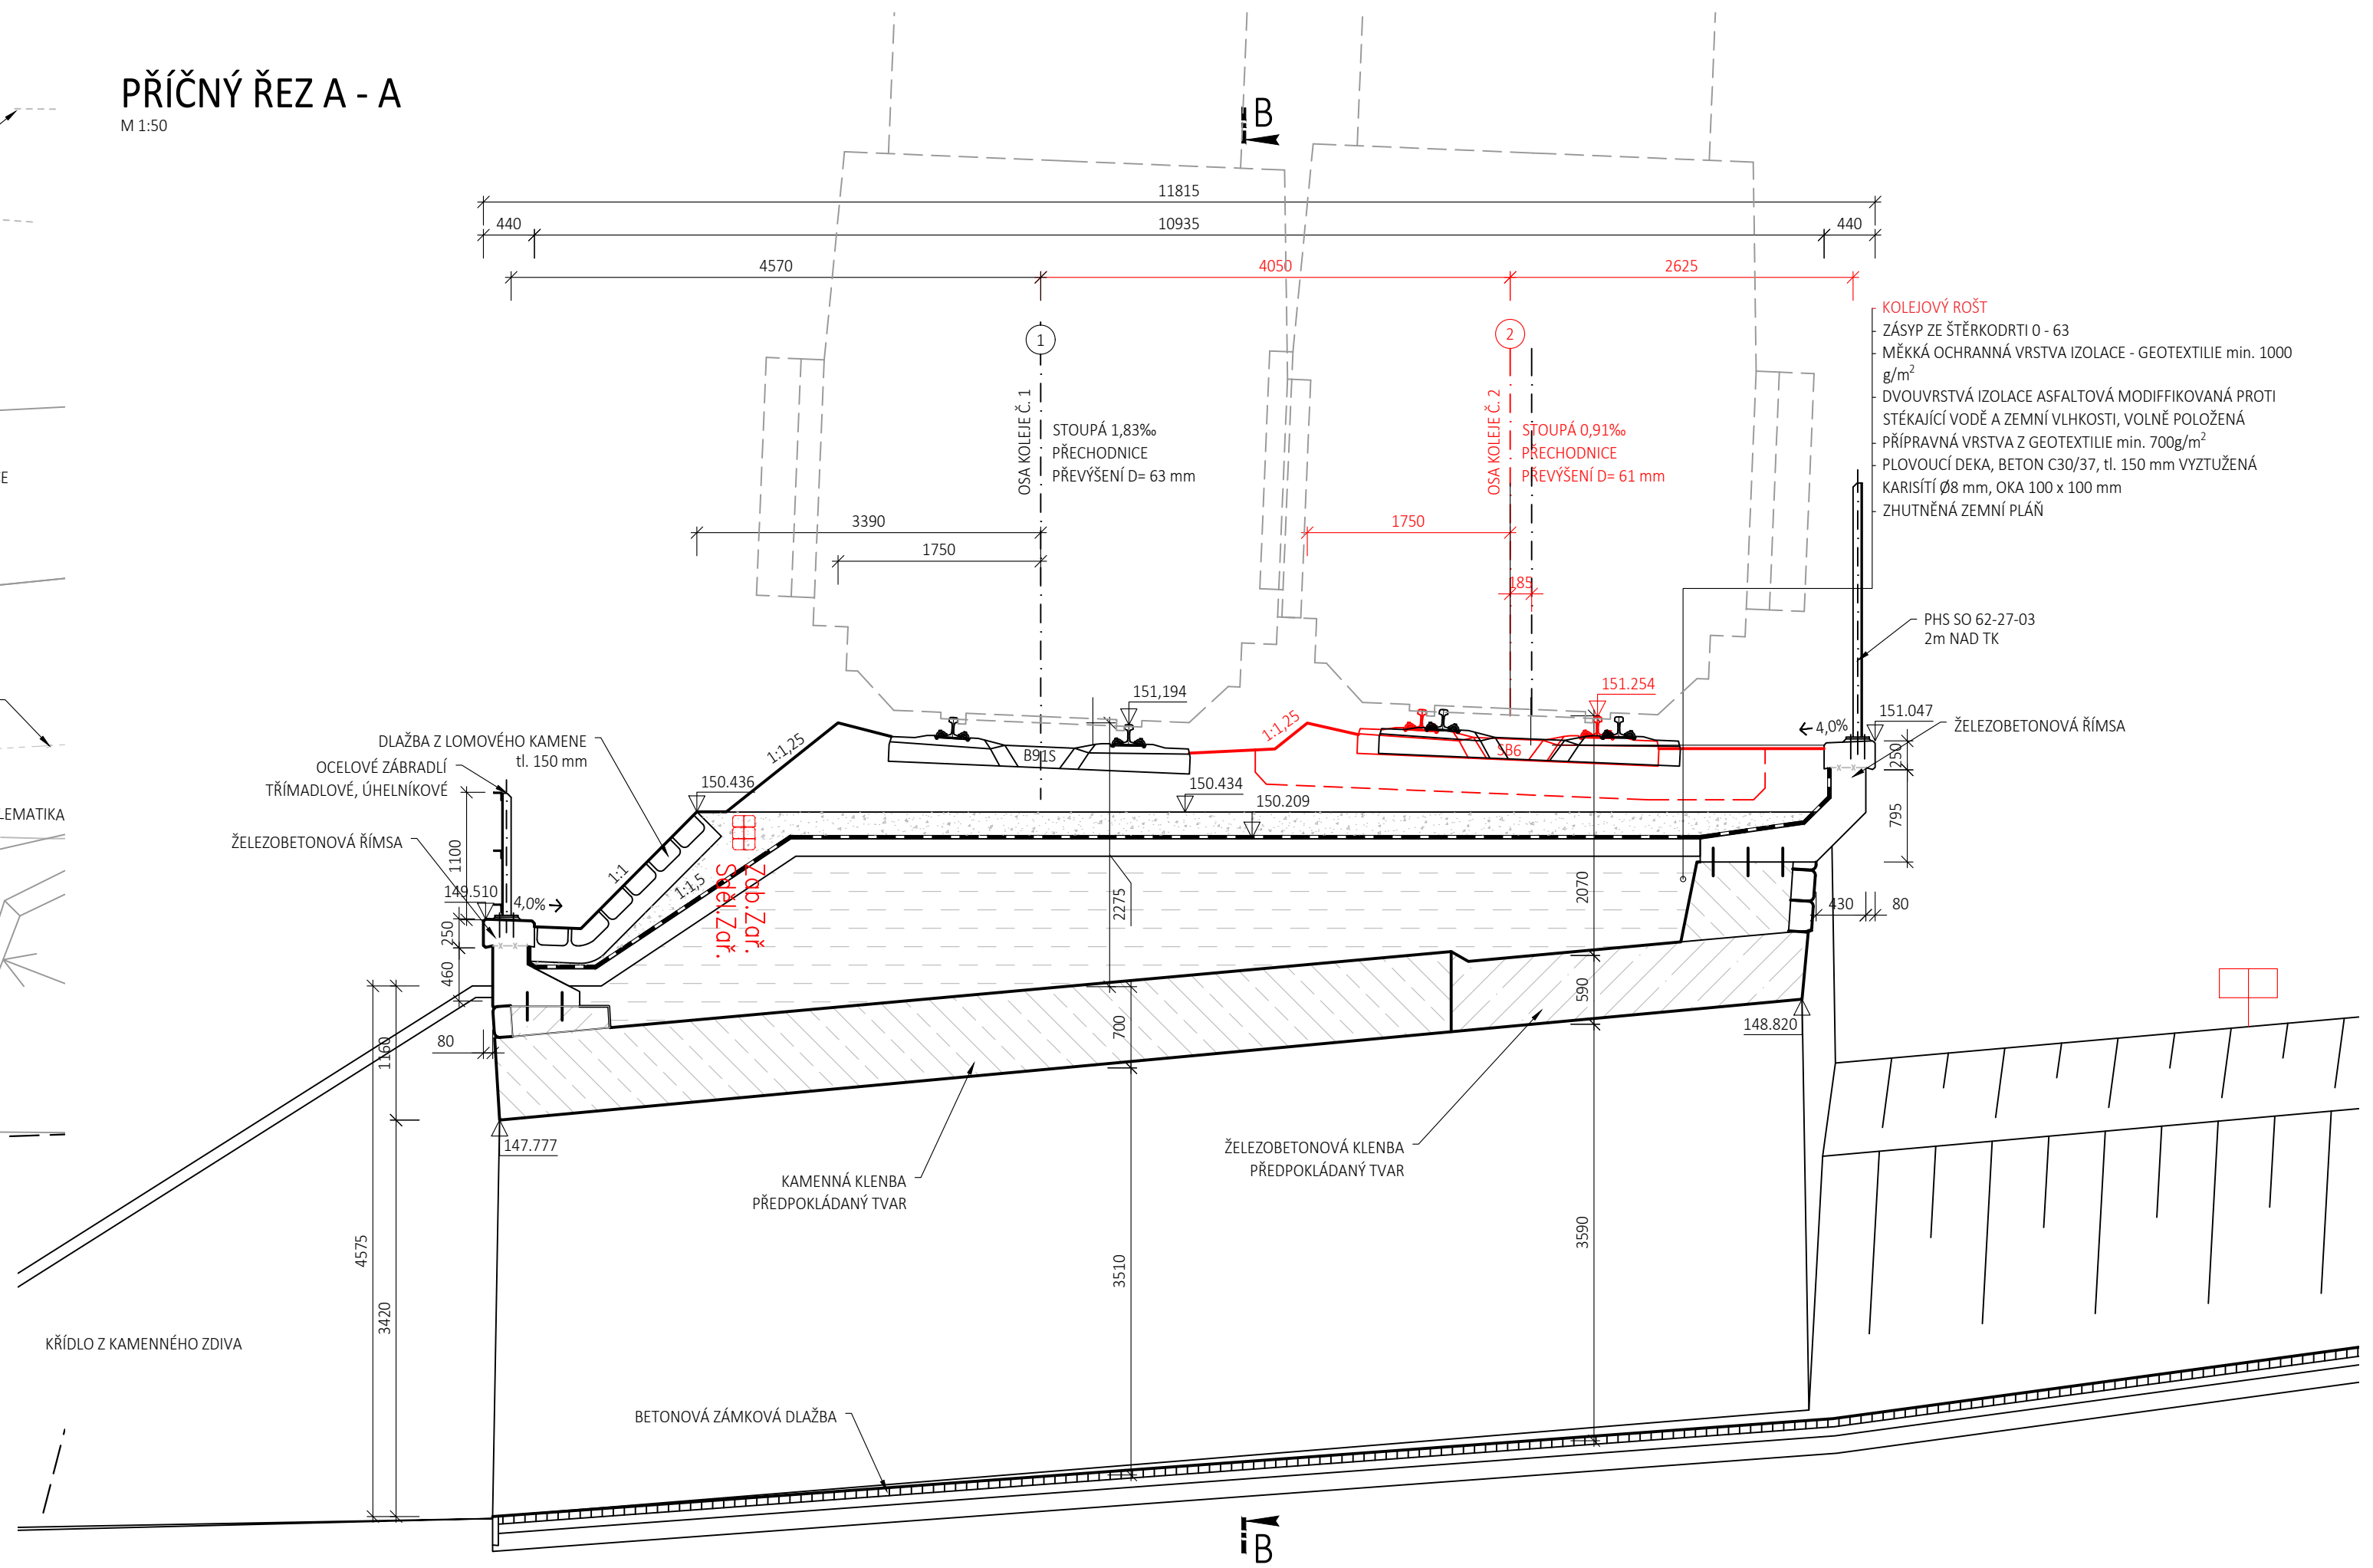 PŘÍČNÝ ŘEZ A - A
M 1:50
B
11815
440
10935
440
4570
4050
2625
1
2
OSA KOLEJE Č. 1
STOUPÁ 1,83‰
PŘECHODNICE
PŘEVÝŠENÍ D= 63 mm
OSA KOLEJE Č. 2
STOUPÁ 0,91‰
PŘECHODNICE
PŘEVÝŠENÍ D= 61 mm
KOLEJOVÝ ROŠT
ZÁSYP ZE ŠTĚRKODRTI 0 - 63
MĚKKÁ OCHRANNÁ VRSTVA IZOLACE - GEOTEXTILIE min. 1000
g/m²
DVOUVRSTVÁ IZOLACE ASFALTOVÁ MODIFFIKOVANÁ PROTI
STÉKAJÍCÍ VODĚ A ZEMNÍ VLHKOSTI, VOLNĚ POLOŽENÁ
PŘÍPRAVNÁ VRSTVA Z GEOTEXTILIE min. 700g/m²
PLOVOUCÍ DEKA, BETON C30/37, tl. 150 mm VYZTUŽENÁ
KARISÍTÍ Ø8 mm, OKA 100 x 100 mm
ZHUTNĚNÁ ZEMNÍ PLÁŇ
3390
1750
1750
185
PHS SO 62-27-03
2m NAD TK
151,194
151.254
151.047
4,0%
ŽELEZOBETONOVÁ ŘÍMSA
250
795
DLAŽBA Z LOMOVÉHO KAMENE
tl. 150 mm
OCELOVÉ ZÁBRADLÍ
TŘÍMADLOVÉ, ÚHELNÍKOVÉ
LEMATIKA
ŽELEZOBETONOVÁ ŘÍMSA
1:1,25
1:1,25
B91S
SB6
150.436
150.434
150.209
1100
149.510
4,0%
1:1
1:1,5
Zab.Zař.
Sděl.Zař.
250
460
2275
2070
430
80
80
1160
700
590
148.820
147.777
KAMENNÁ KLENBA
PŘEDPOKLÁDANÝ TVAR
ŽELEZOBETONOVÁ KLENBA
PŘEDPOKLÁDANÝ TVAR
4575
3420
3510
3590
KŘÍDLO Z KAMENNÉHO ZDIVA
BETONOVÁ ZÁMKOVÁ DLAŽBA
B